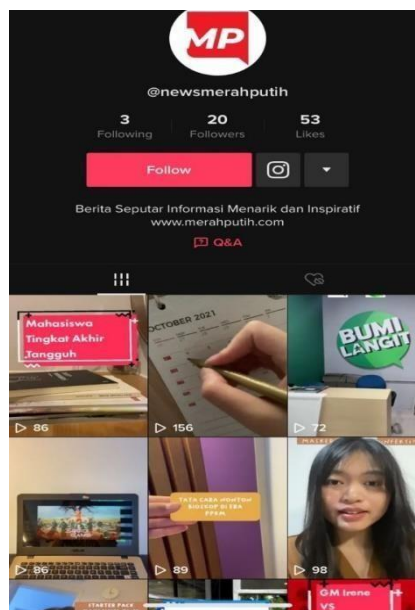 MP
@newsmerahputih
3 20 53
Following Followers Likes
Follow
Berita Seputar Informasi Menarik dan Inspiratif
www.merahputih.com
Q&A
Mahasiswa
Tingkat Akhir
Tangguh
86
OCTOBER 2021
156
BUMI
LANGIT
72
86
TATA CARA NONTON
BIOSKOP DI ERA
PPKM
89
98
STARTER PACK
GM Irene
VS